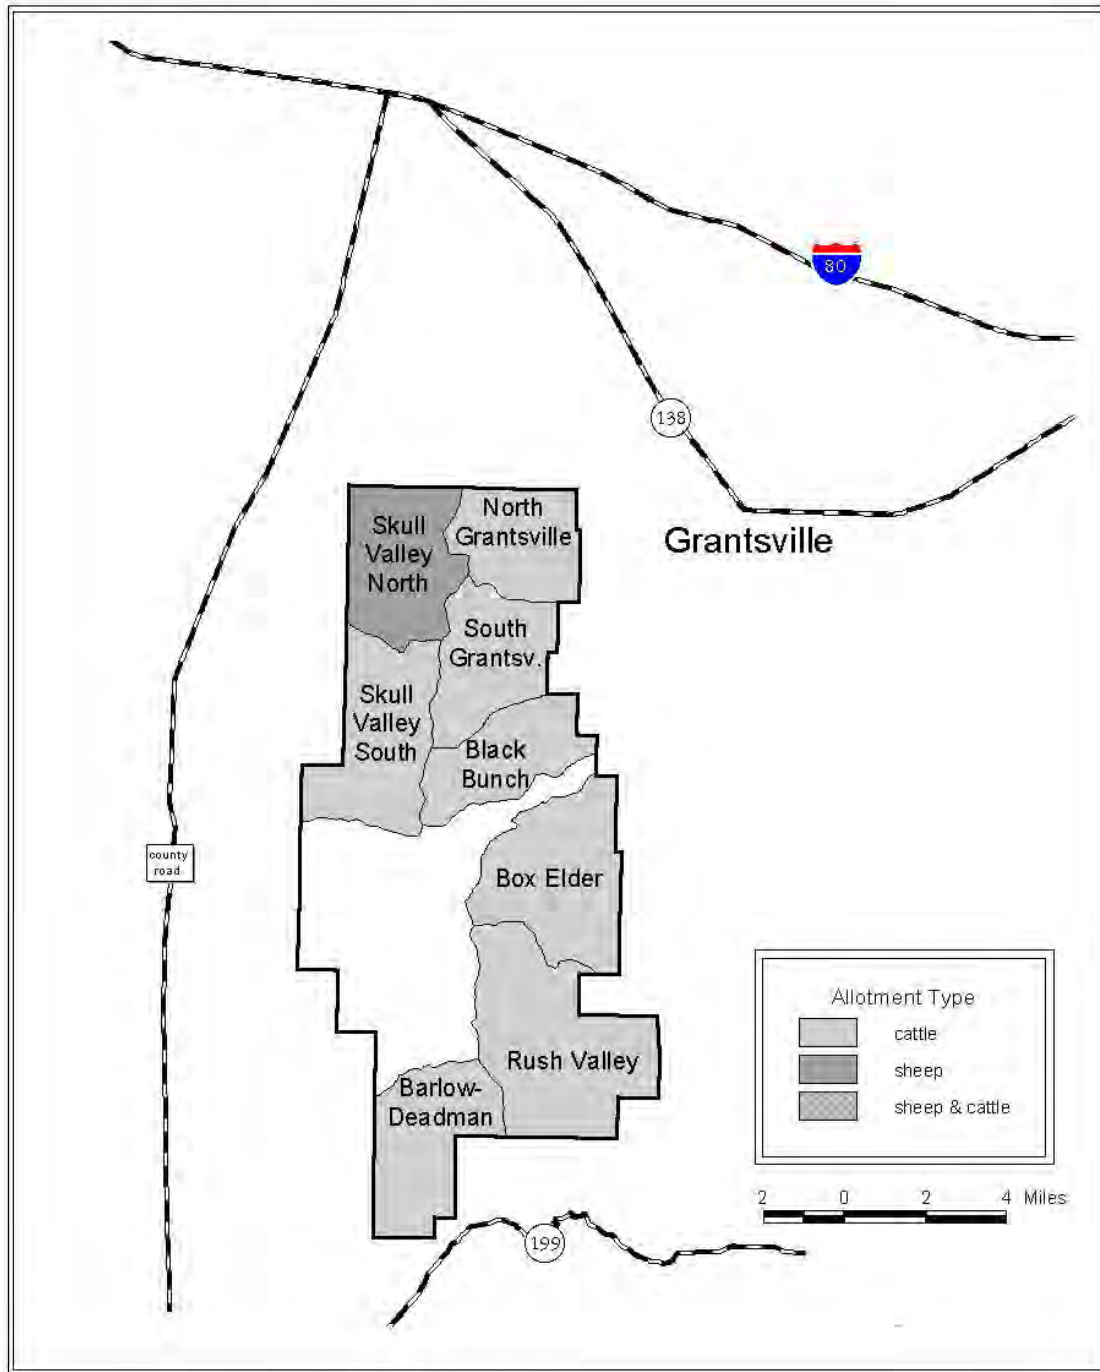 80
138
Skull
Valley
North
North
Grantsville
Grantsville
South
Grantsv.
Skull
Valley
South
Black
Bunch
county
road
Box Elder
Rush Valley
Barlow-
Deadman
Allotment Type
cattle
sheep
sheep & cattle
2 0 2 4 Miles
199